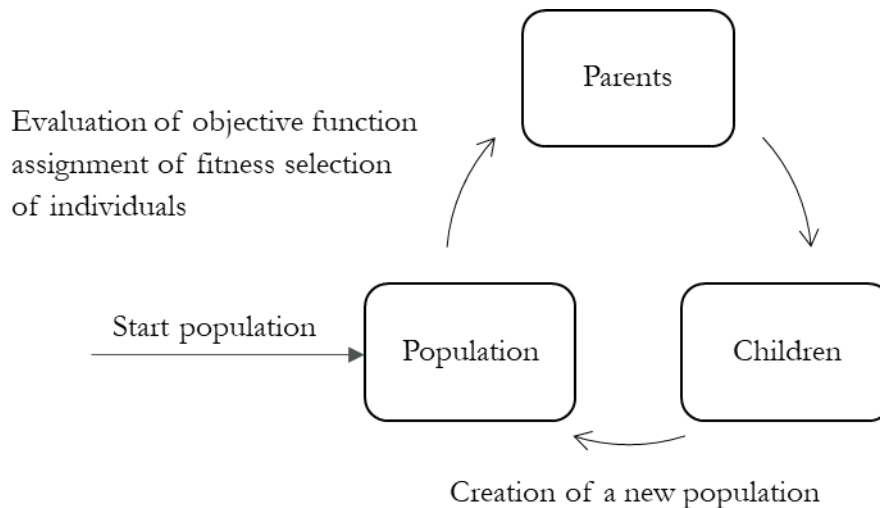 Parents
Evaluation of objective function
assignment of fitness selection
of individuals
Start population
Population
Children
Creation of a new population